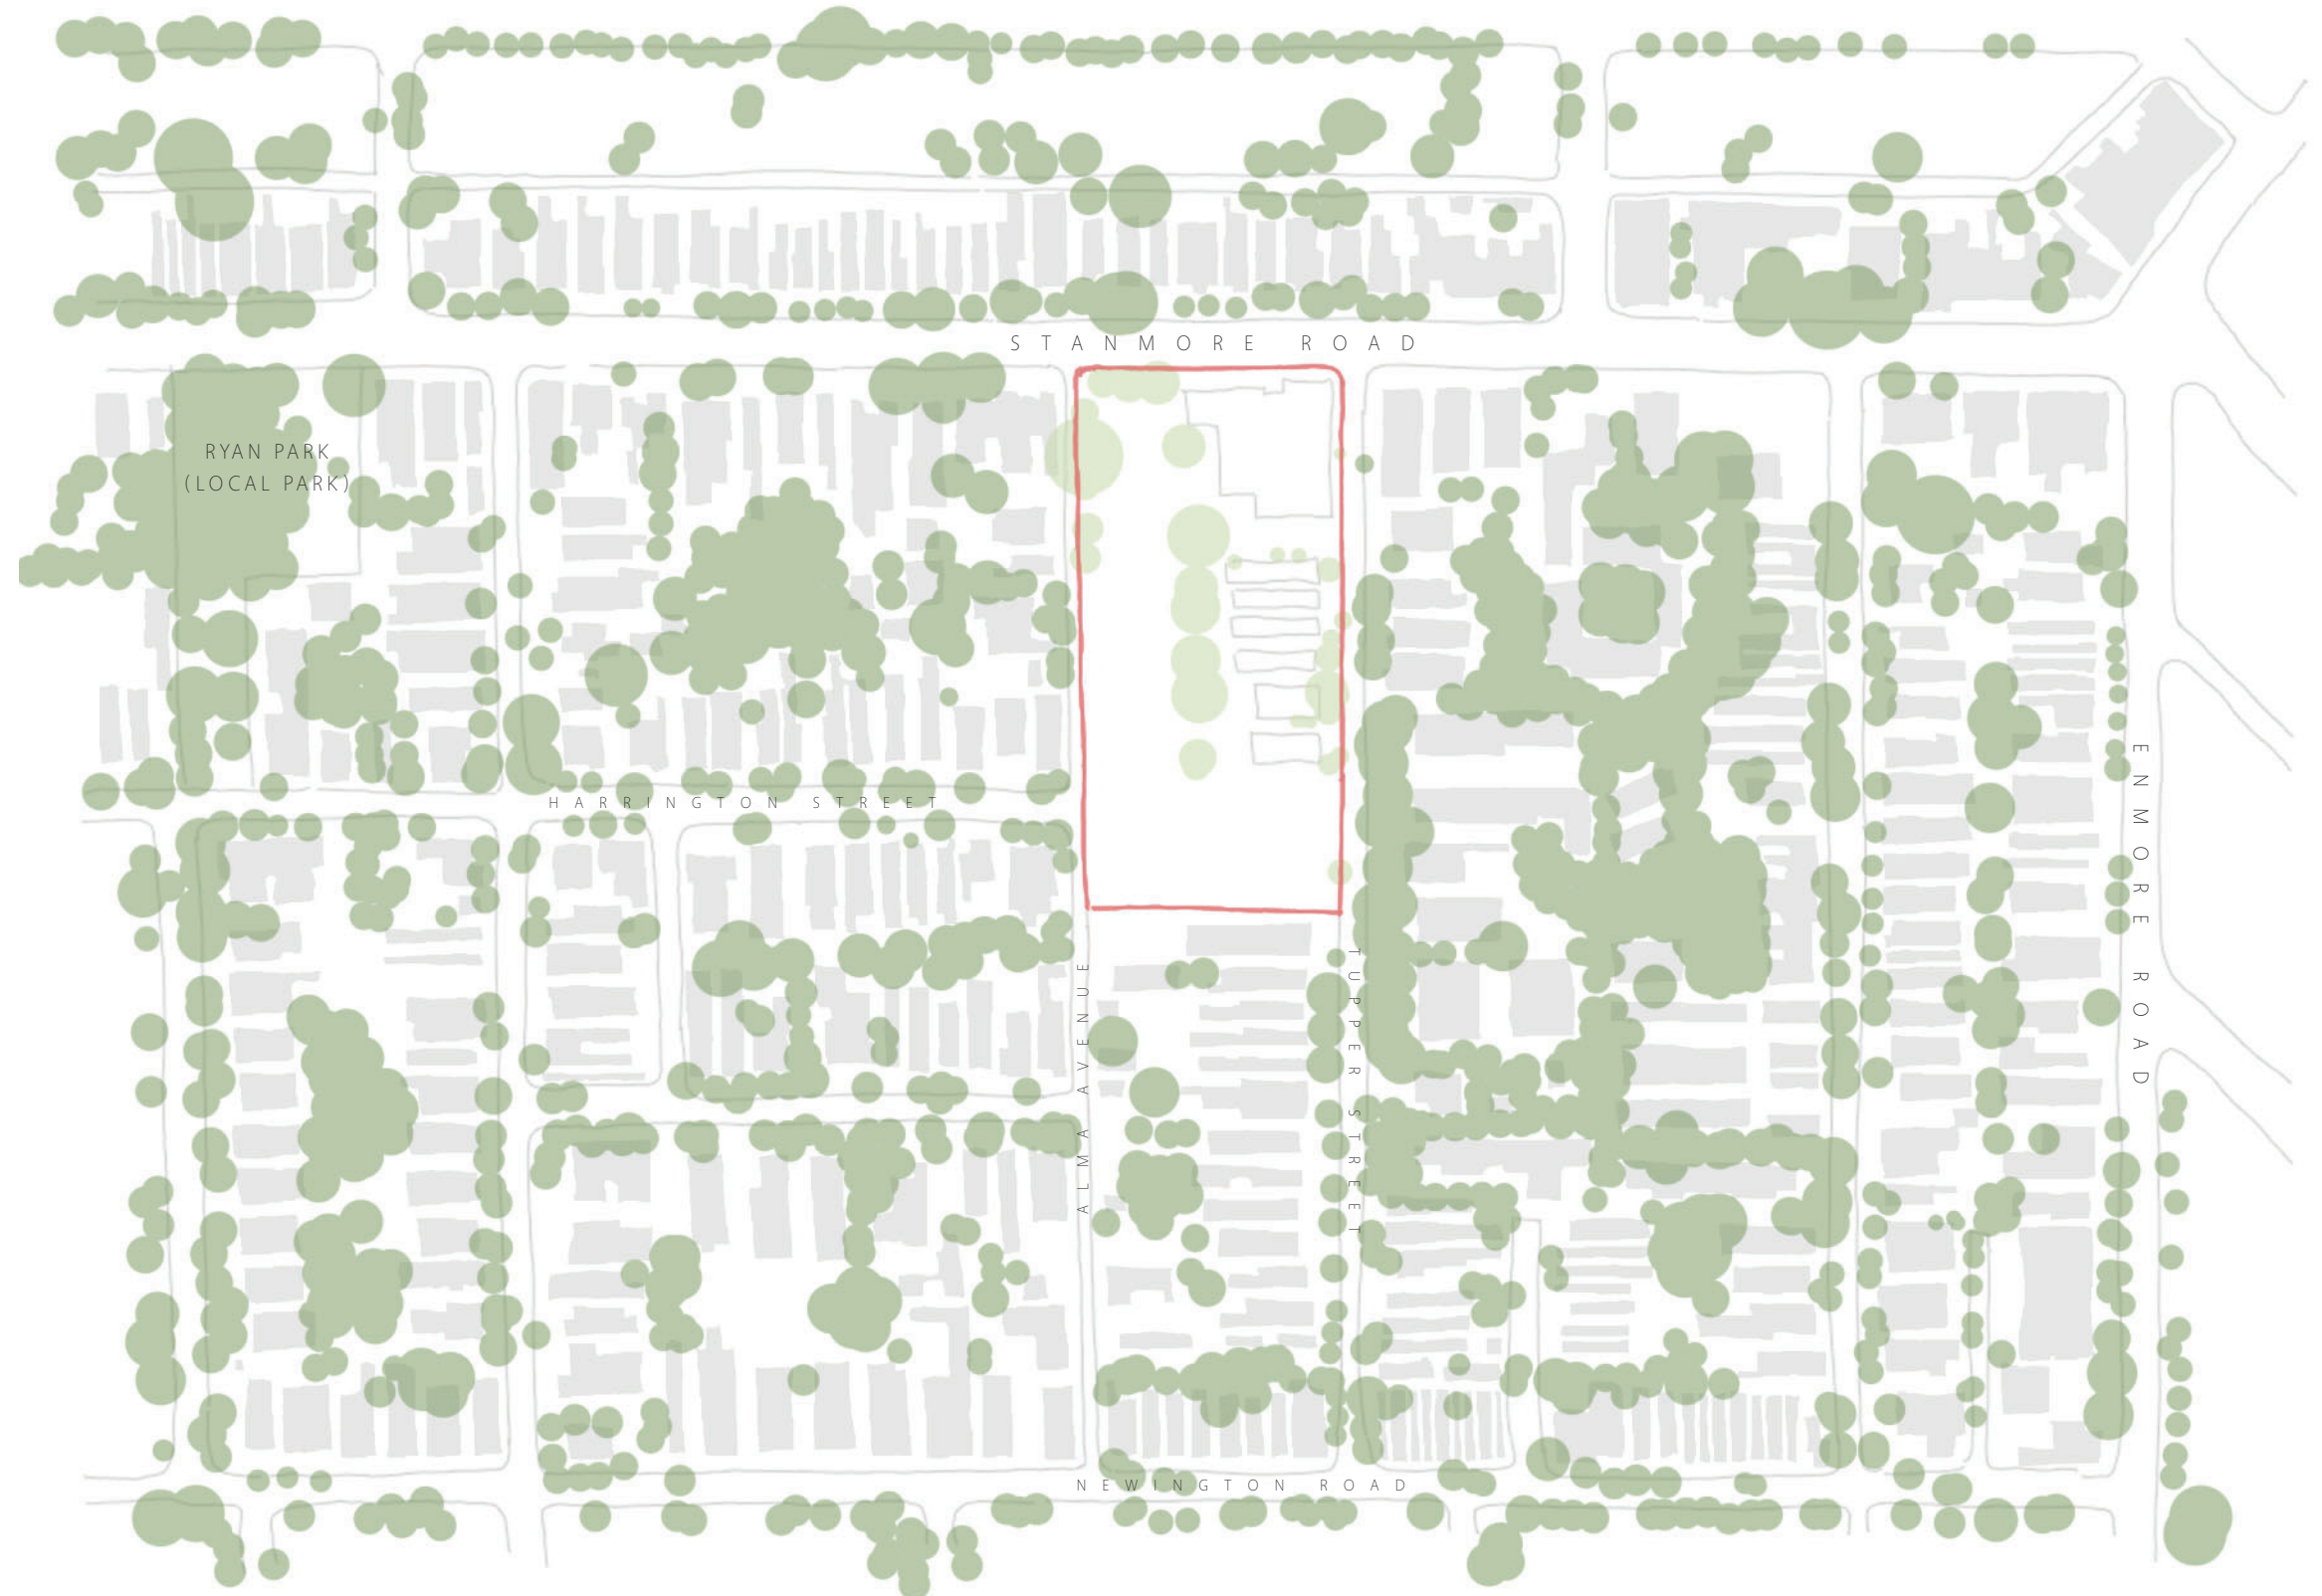 STANMORE ROAD
RYAN PARK
(LOCAL PARK)
HARRINGTON STREET
ENMORE ROAD
ALMA AVENUE
TUPPER STREET
NEWINGTON ROAD